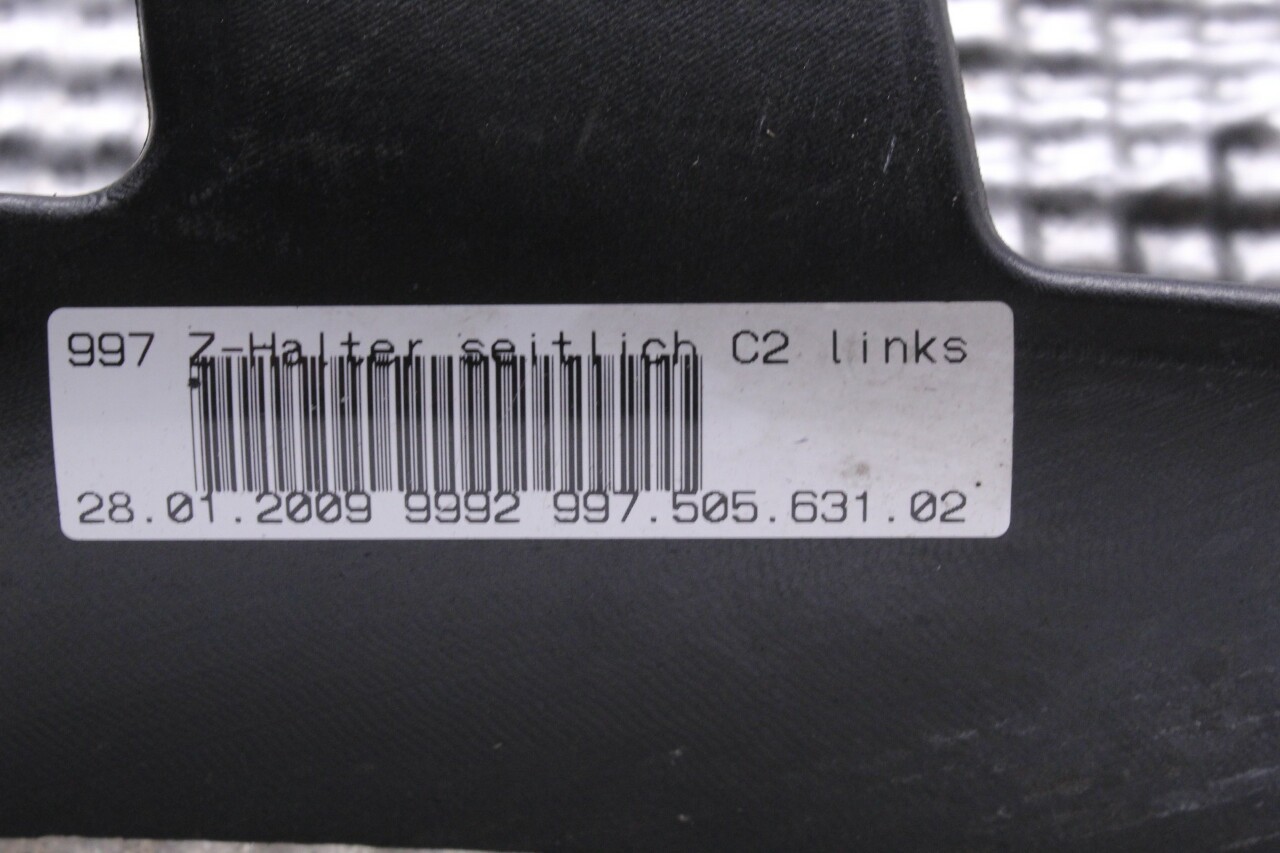 997 Z-Halter seitlich C2 links
28.01.2009 9992 997.505.631.02